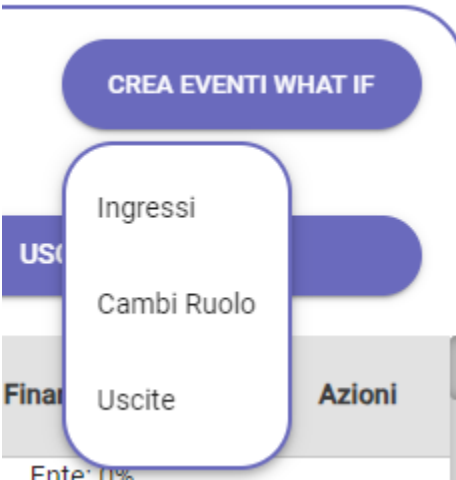 CREA EVENTI WHAT IF
Ingressi
Cambi Ruolo
Uscite
Azioni